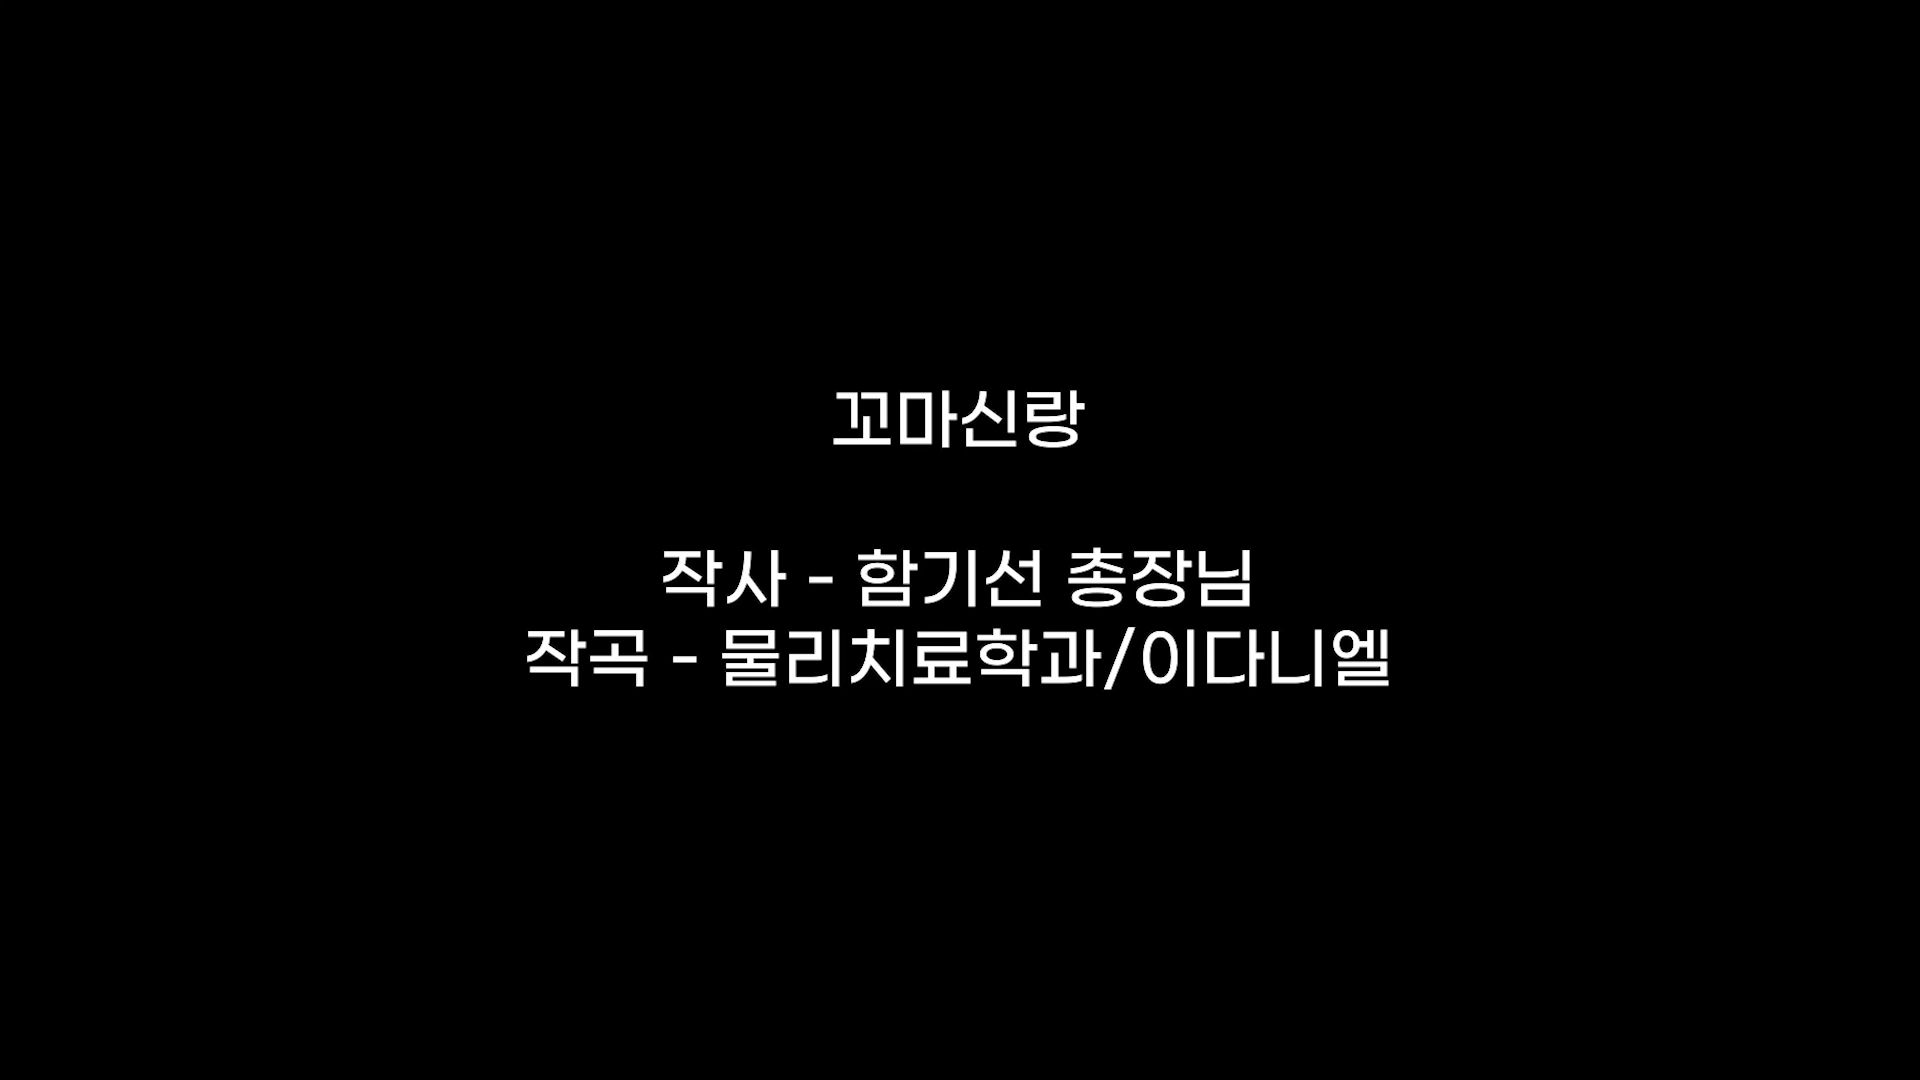 꼬마신랑
작사 - 함기선 총장님
작곡 - 물리치료학과/이다니엘